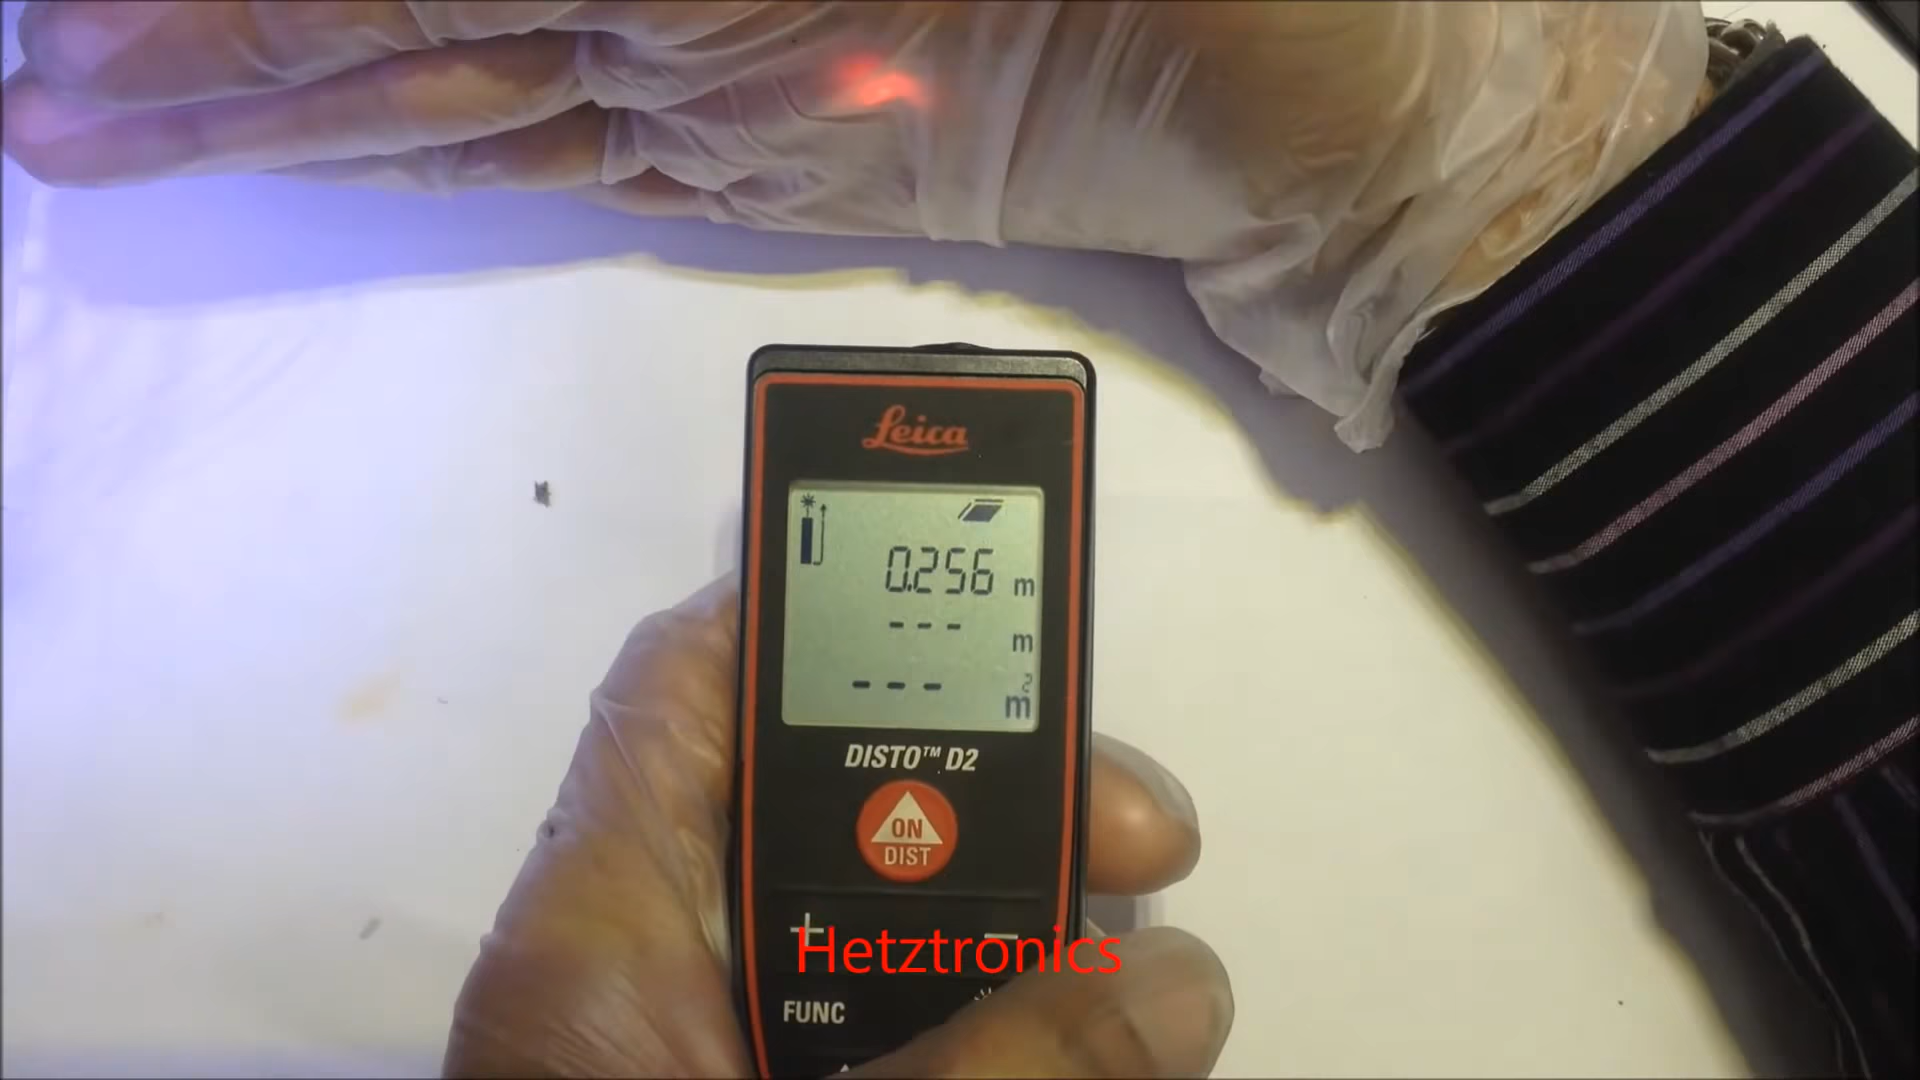 Leica
0.256 m
--- m
--- m²
DISTO™ D2
ON
DIST
+ −
Hetztronics
FUNC